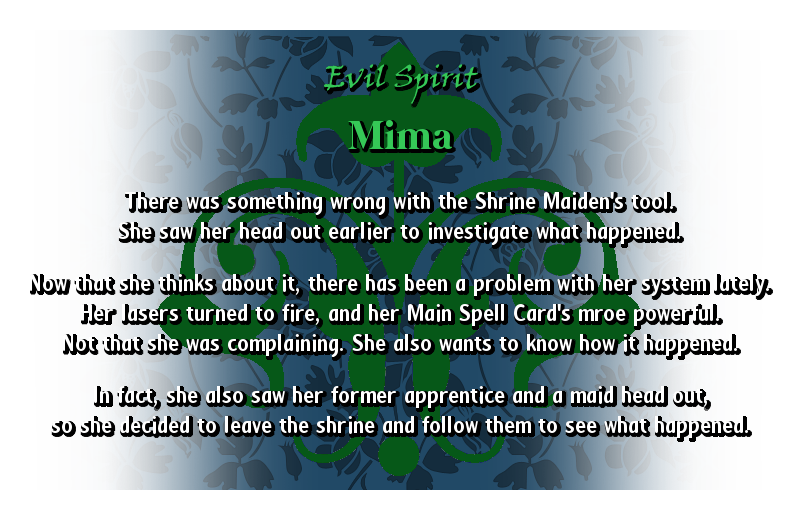 Evil Spirit
Mima
There was something wrong with the Shrine Maiden's tool.
She saw her head out earlier to investigate what happened.
Now that she thinks about it, there has been a problem with her system lately.
Her lasers turned to fire, and her Main Spell Card's mroe powerful.
Not that she was complaining. She also wants to know how it happened.
In fact, she also saw her former apprentice and a maid head out,
so she decided to leave the shrine and follow them to see what happened.